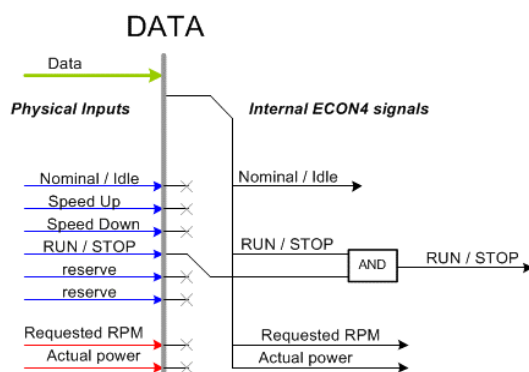 DATA
Data
Physical Inputs
Internal ECON4 signals
Nominal / Idle
Nominal / Idle
Speed Up
Speed Down
RUN / STOP
RUN / STOP
AND
RUN / STOP
reserve
reserve
Requested RPM
Requested RPM
Actual power
Actual power